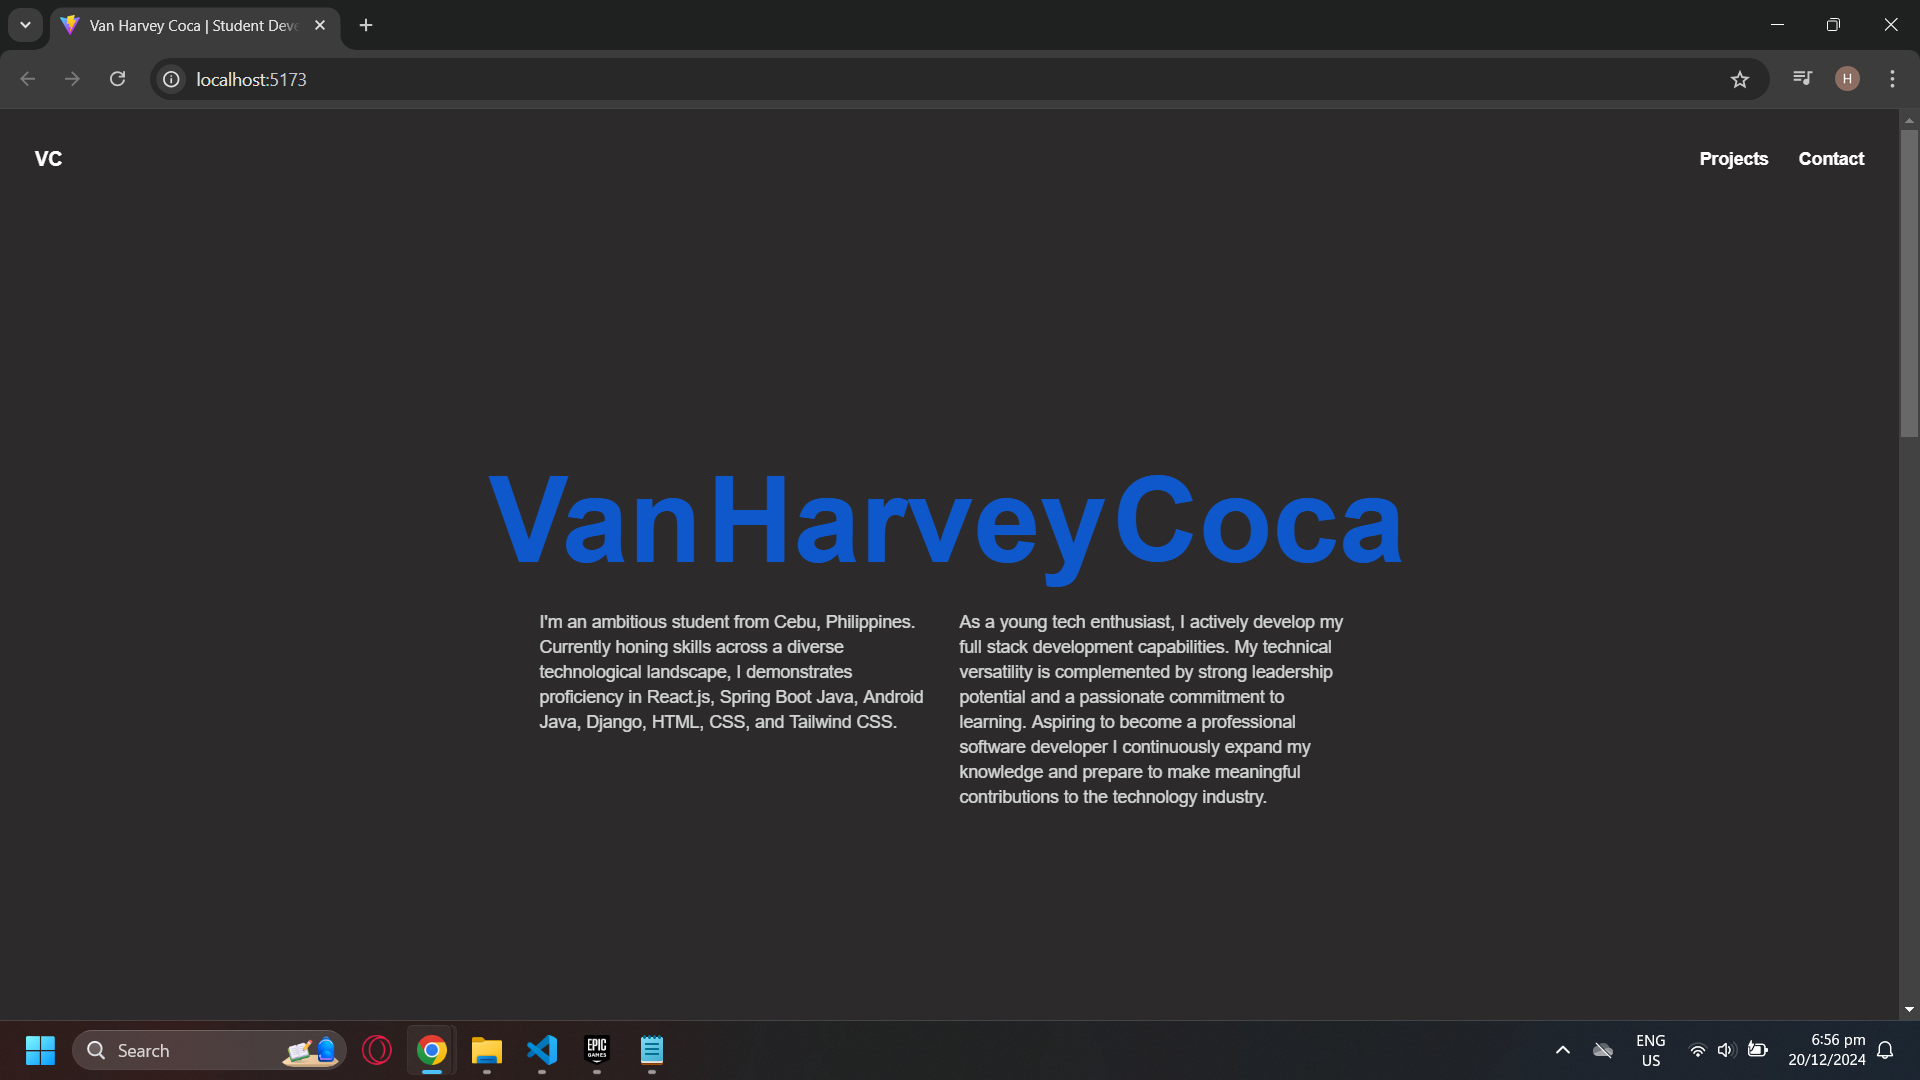 Van Harvey Coca | Student Deve
localhost:5173
H
VC
Projects
Contact
Van Harvey Coca
I'm an ambitious student from Cebu, Philippines.
Currently honing skills across a diverse
technological landscape, I demonstrates
proficiency in React.js, Spring Boot Java, Android
Java, Django, HTML, CSS, and Tailwind CSS.
As a young tech enthusiast, I actively develop my
full stack development capabilities. My technical
versatility is complemented by strong leadership
potential and a passionate commitment to
learning. Aspiring to become a professional
software developer I continuously expand my
knowledge and prepare to make meaningful
contributions to the technology industry.
Search
EPIC
GAMES
ENG
US
6:56 pm
20/12/2024